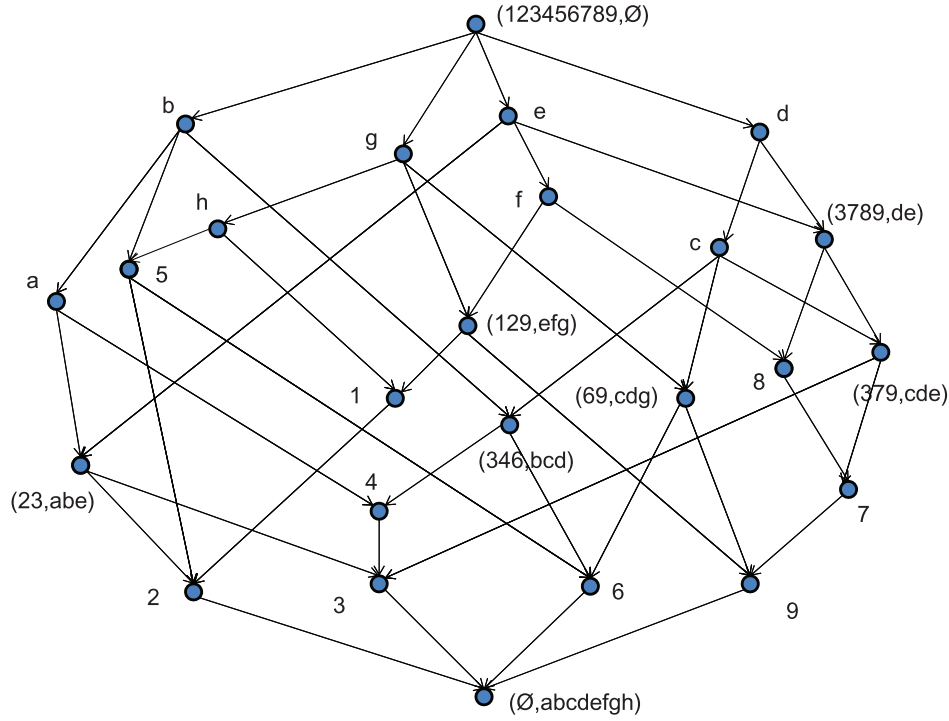 (123456789,Ø)
b
e
d
g
h
f
(3789,de)
c
5
a
(129,efg)
1
8
(69,cdg)
(379,cde)
(346,bcd)
4
(23,abe)
7
2
3
6
9
(Ø,abcdefgh)